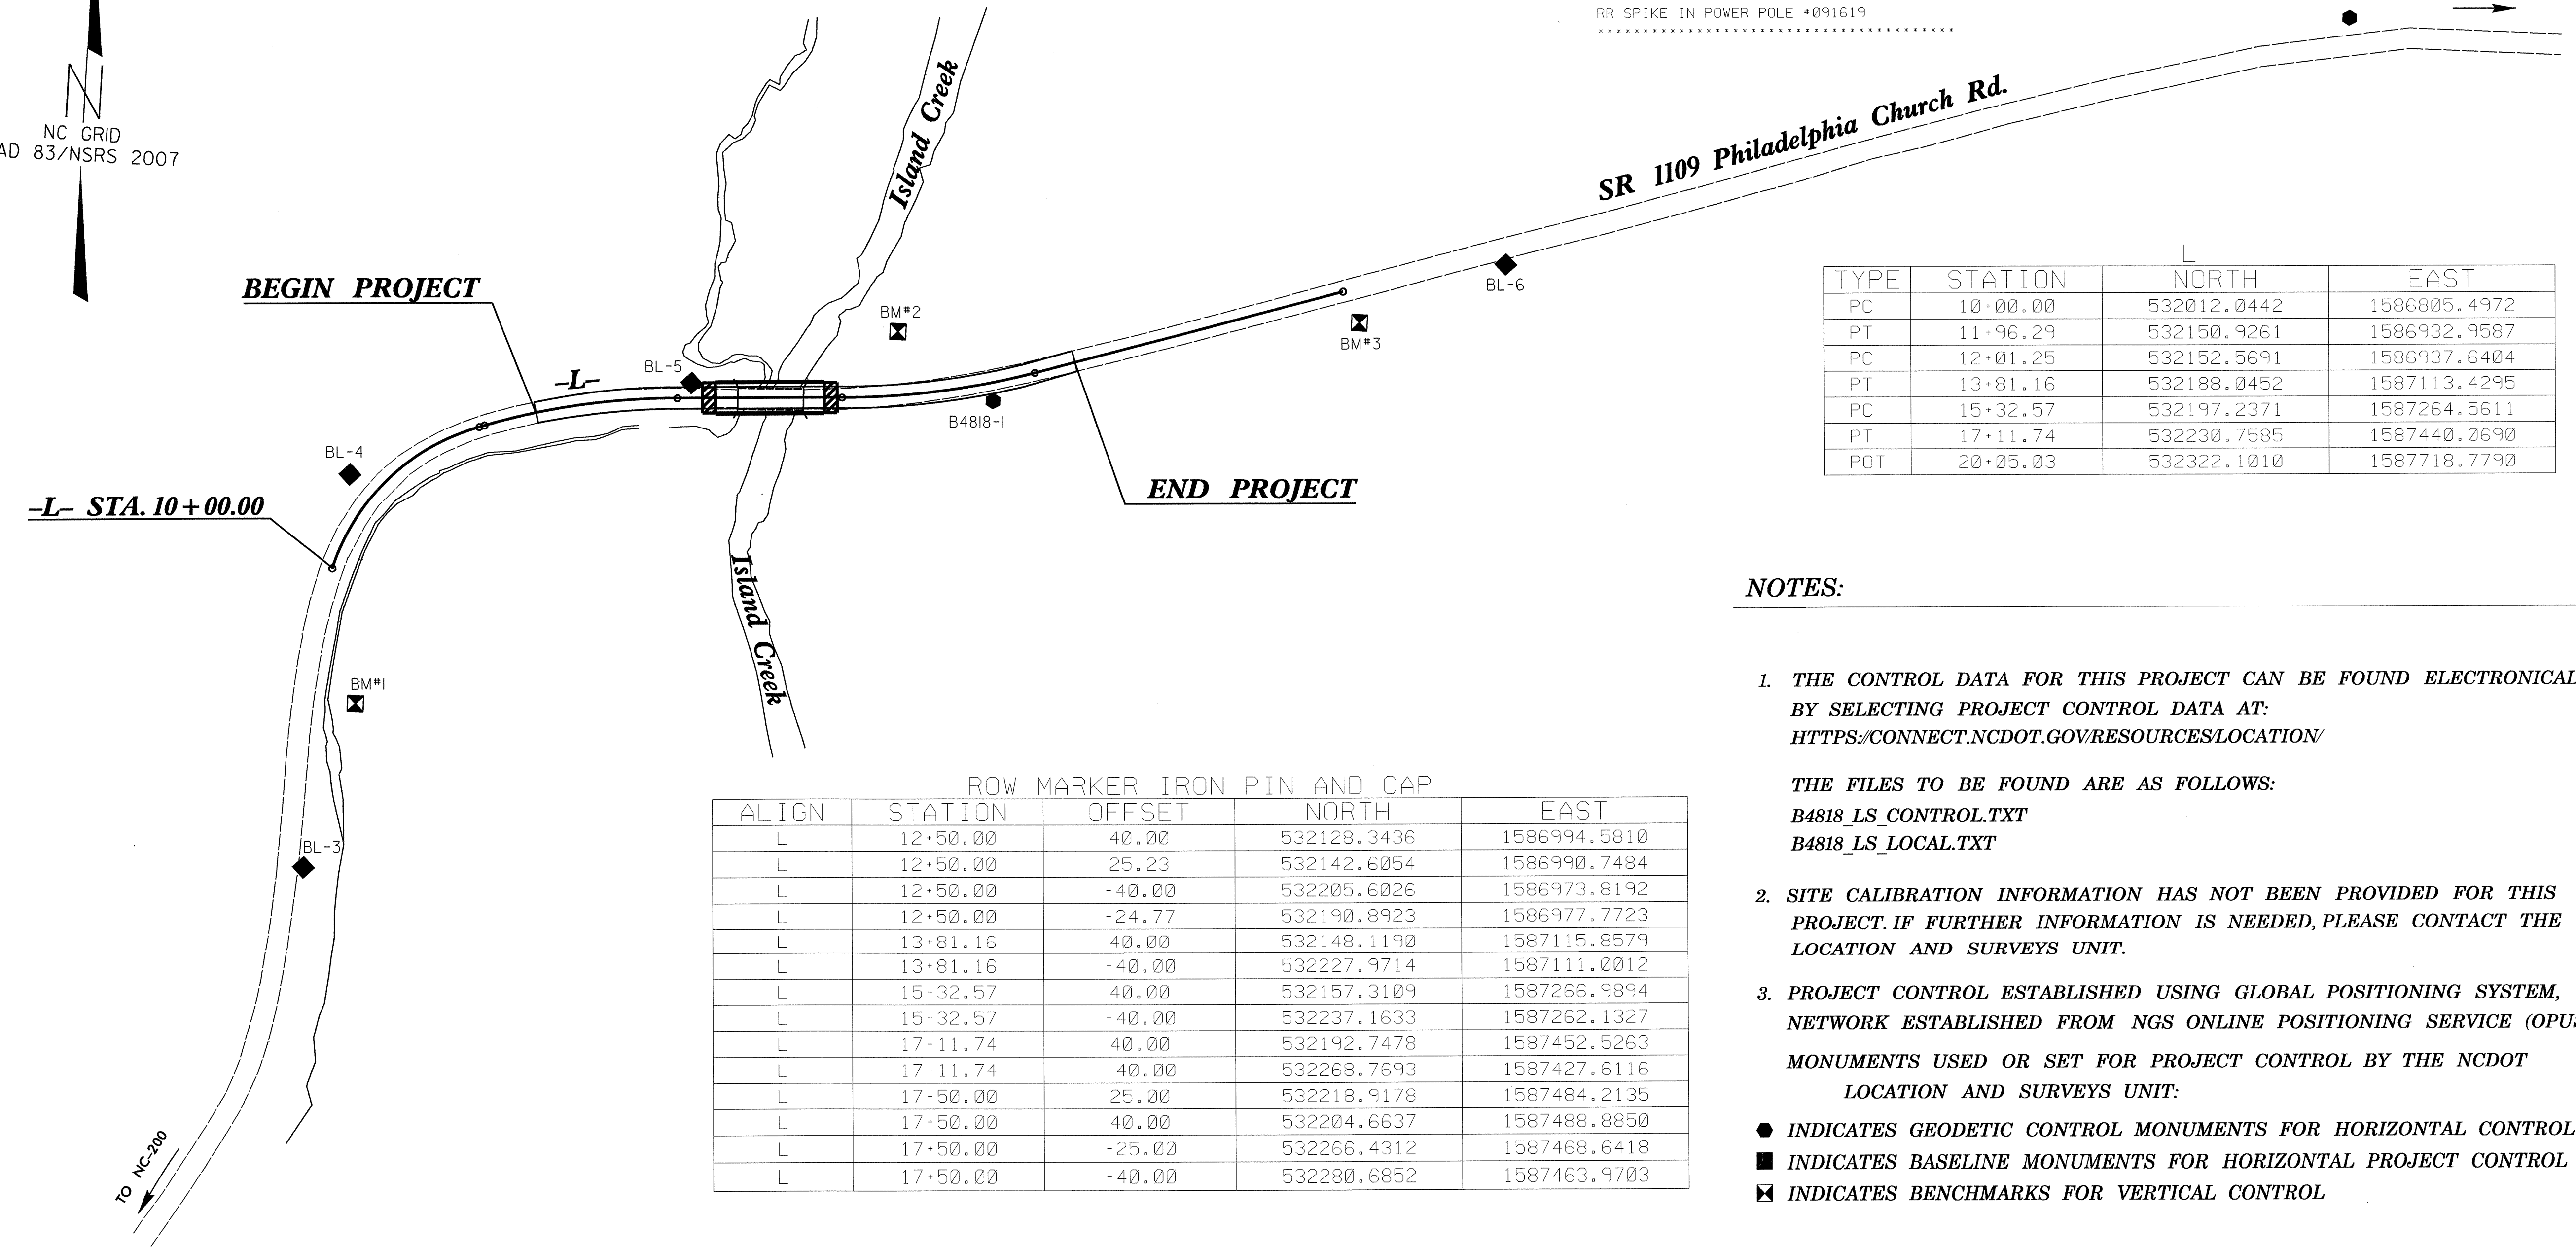 RR SPIKE IN POWER POLE #091619
****************************************
N
NC GRID
AD 83/NSRS 2007
Island Creek
SR 1109 Philadelphia Church Rd.
BEGIN PROJECT
BM#2
BL-6
BM#3
BL-5
-L-
B4818-1
BL-4
END PROJECT
-L- STA. 10+00.00
Island Creek
BM#1
BL-3
TO NC-200
L
TYPE STATION NORTH EAST
PC 10+00.00 532012.0442 1586805.4972
PT 11+96.29 532150.9261 1586932.9587
PC 12+01.25 532152.5691 1586937.6404
PT 13+81.16 532188.0452 1587113.4295
PC 15+32.57 532197.2371 1587264.5611
PT 17+11.74 532230.7585 1587440.0690
POT 20+05.03 532322.1010 1587718.7790
ROW MARKER IRON PIN AND CAP
ALIGN STATION OFFSET NORTH EAST
L 12+50.00 40.00 532128.3436 1586994.5810
L 12+50.00 25.23 532142.6054 1586990.7484
L 12+50.00 -40.00 532205.6026 1586973.8192
L 12+50.00 -24.77 532190.8923 1586977.7723
L 13+81.16 40.00 532148.1190 1587115.8579
L 13+81.16 -40.00 532227.9714 1587111.0012
L 15+32.57 40.00 532157.3109 1587266.9894
L 15+32.57 -40.00 532237.1633 1587262.1327
L 17+11.74 40.00 532192.7478 1587452.5263
L 17+11.74 -40.00 532268.7693 1587427.6116
L 17+50.00 25.00 532218.9178 1587484.2135
L 17+50.00 40.00 532204.6637 1587488.8850
L 17+50.00 -25.00 532266.4312 1587468.6418
L 17+50.00 -40.00 532280.6852 1587463.9703
NOTES:
1. THE CONTROL DATA FOR THIS PROJECT CAN BE FOUND ELECTRONICAL
BY SELECTING PROJECT CONTROL DATA AT:
HTTPS://CONNECT.NCDOT.GOV/RESOURCES/LOCATION/
THE FILES TO BE FOUND ARE AS FOLLOWS:
B4818_LS_CONTROL.TXT
B4818_LS_LOCAL.TXT
2. SITE CALIBRATION INFORMATION HAS NOT BEEN PROVIDED FOR THIS
PROJECT. IF FURTHER INFORMATION IS NEEDED, PLEASE CONTACT THE
LOCATION AND SURVEYS UNIT.
3. PROJECT CONTROL ESTABLISHED USING GLOBAL POSITIONING SYSTEM,
NETWORK ESTABLISHED FROM NGS ONLINE POSITIONING SERVICE (OPUS
MONUMENTS USED OR SET FOR PROJECT CONTROL BY THE NCDOT
LOCATION AND SURVEYS UNIT:
INDICATES GEODETIC CONTROL MONUMENTS FOR HORIZONTAL CONTROL
INDICATES BASELINE MONUMENTS FOR HORIZONTAL PROJECT CONTROL
INDICATES BENCHMARKS FOR VERTICAL CONTROL